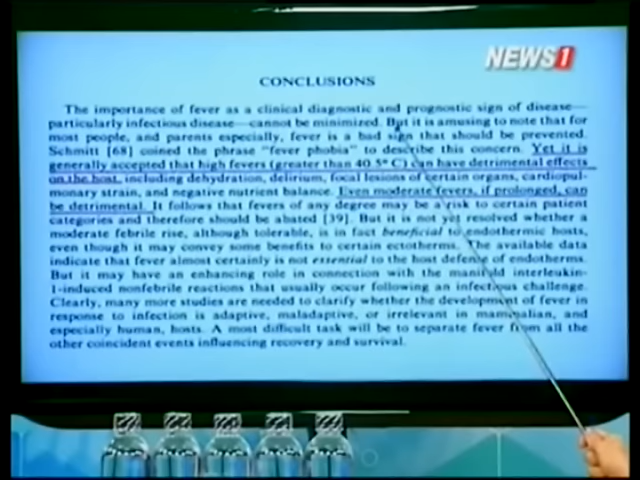 NEWS1
CONCLUSIONS
The importance of fever as a clinical diagnostic and prognostic sign of disease—
particularly infectious disease—cannot be minimized. But it is amusing to note that for
most people, and parents especially, fever is a bad sign that should be prevented.
Schmitt [68] coined the phrase "fever phobia" to describe this concern. Yet it is
generally accepted that high fevers (greater than 40.5° C) can have detrimental effects
on the host, including dehydration, delirium, focal lesions of certain organs, cardiopul-
monary strain, and negative nutrient balance. Even moderate fevers, if prolonged, can
be detrimental. It follows that fevers of any degree may be a risk to certain patient
categories and therefore should be abated [39]. But it is not yet resolved whether a
moderate febrile rise, although tolerable, is in fact beneficial to endothermic hosts,
even though it may convey some benefits to certain ectotherms. The available data
indicate that fever almost certainly is not essential to the host defense of endotherms.
But it may have an enhancing role in connection with the manifold interleukin-
1-induced nonfebrile reactions that usually occur following an infectious challenge.
Clearly, many more studies are needed to clarify whether the development of fever in
response to infection is adaptive, maladaptive, or irrelevant in mammalian, and
especially human, hosts. A most difficult task will be to separate fever from all the
other coincident events influencing recovery and survival.